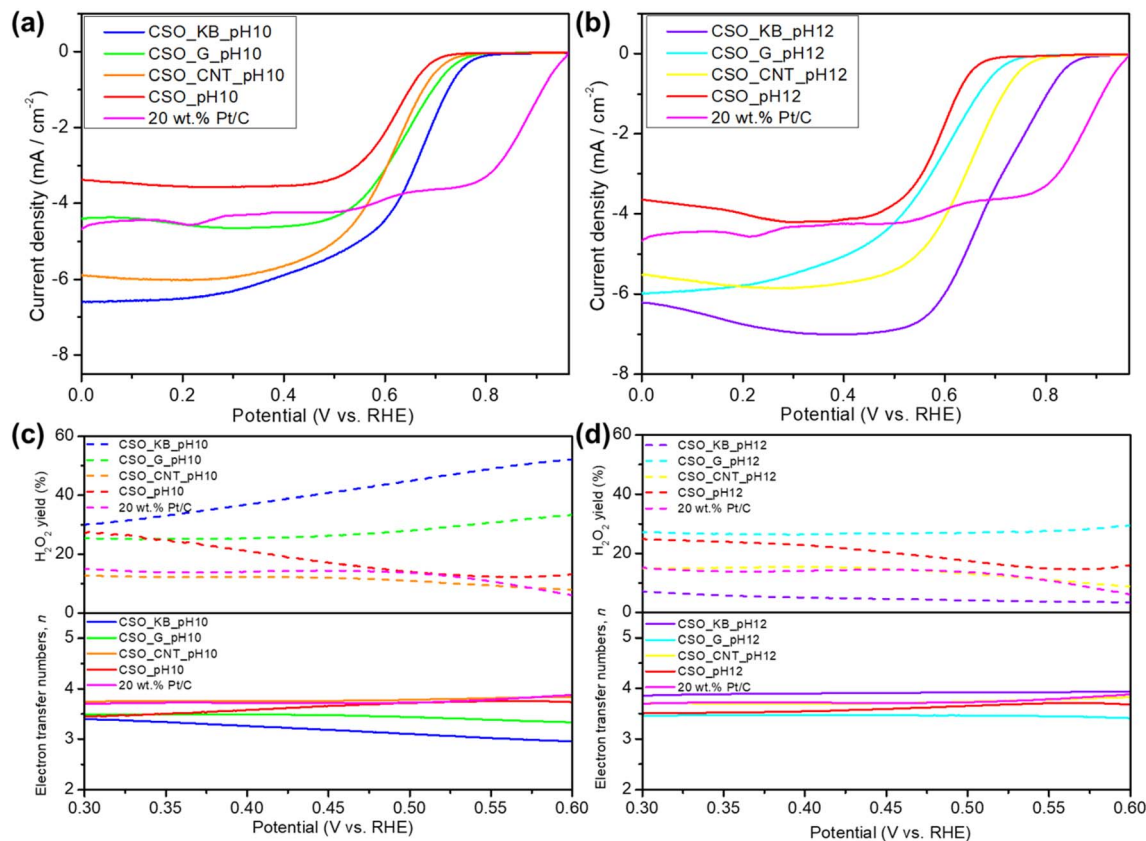 (a)
CSO_KB_pH10
CSO_G_pH10
CSO_CNT_pH10
CSO_pH10
20 wt.% Pt/C
0
-2
-4
-6
-8
Current density (mA / cm⁻²)
0.0
0.2
0.4
0.6
0.8
Potential (V vs. RHE)
(b)
CSO_KB_pH12
CSO_G_pH12
CSO_CNT_pH12
CSO_pH12
20 wt.% Pt/C
0
-2
-4
-6
-8
Current density (mA / cm⁻²)
0.0
0.2
0.4
0.6
0.8
Potential (V vs. RHE)
(c)
60
40
20
0
H₂O₂ yield (%)
CSO_KB_pH10
CSO_G_pH10
CSO_CNT_pH10
CSO_pH10
20 wt.% Pt/C
5
4
3
2
Electron transfer numbers, n
CSO_KB_pH10
CSO_G_pH10
CSO_CNT_pH10
CSO_pH10
20 wt.% Pt/C
0.30
0.35
0.40
0.45
0.50
0.55
0.60
Potential (V vs. RHE)
(d)
60
40
20
0
H₂O₂ yield (%)
CSO_KB_pH12
CSO_G_pH12
CSO_CNT_pH12
CSO_pH12
20 wt.% Pt/C
5
4
3
2
Electron transfer numbers, n
CSO_KB_pH12
CSO_G_pH12
CSO_CNT_pH12
CSO_pH12
20 wt.% Pt/C
0.30
0.35
0.40
0.45
0.50
0.55
0.60
Potential (V vs. RHE)